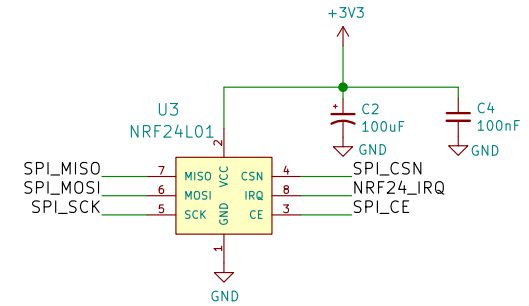 +3V3
+
C2
100uF
GND
C4
100nF
GND
U3
NRF24L01
2
SPI_MISO 7 MISO VCC CSN 4 SPI_CSN
SPI_MOSI 6 MOSI IRQ 8 NRF24_IRQ
SPI_SCK 5 SCK GND CE 3 SPI_CE
1
GND